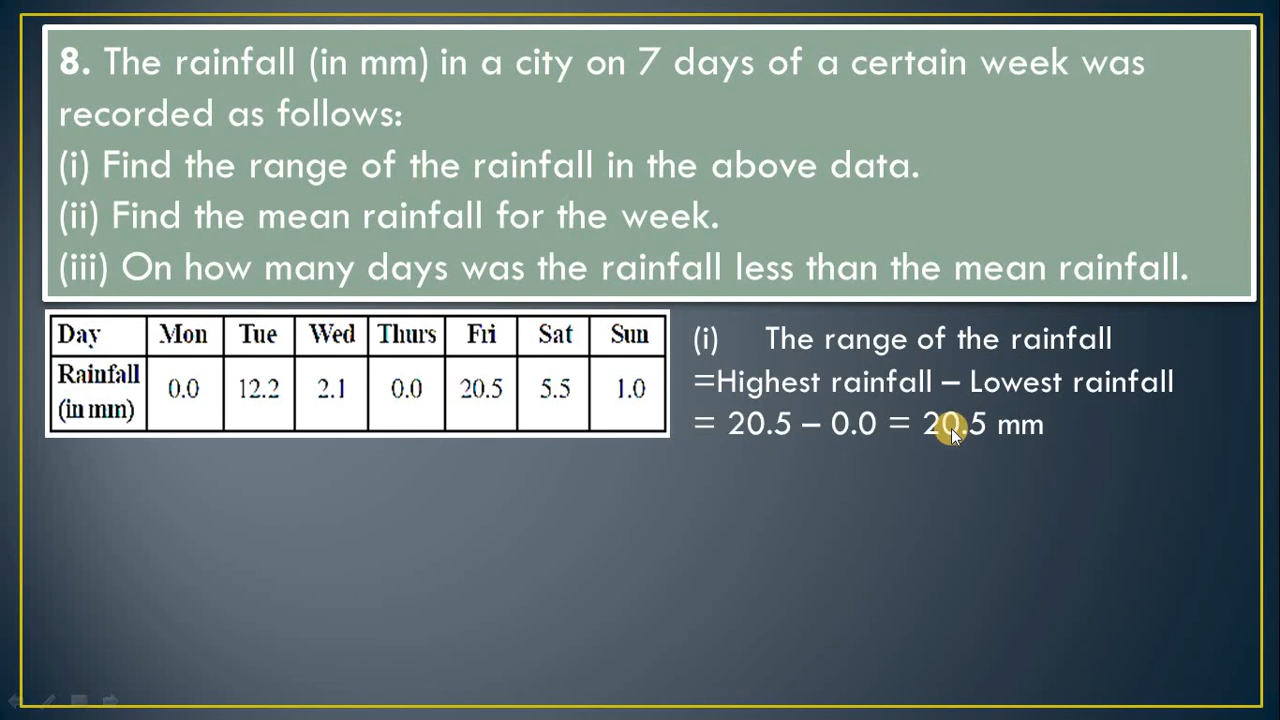 8. The rainfall (in mm) in a city on 7 days of a certain week was
recorded as follows:
(i) Find the range of the rainfall in the above data.
(ii) Find the mean rainfall for the week.
(iii) On how many days was the rainfall less than the mean rainfall.
Day Mon Tue Wed Thurs Fri Sat Sun
Rainfall
(in mm) 0.0 12.2 2.1 0.0 20.5 5.5 1.0
(i) The range of the rainfall
=Highest rainfall – Lowest rainfall
= 20.5 – 0.0 = 20.5 mm